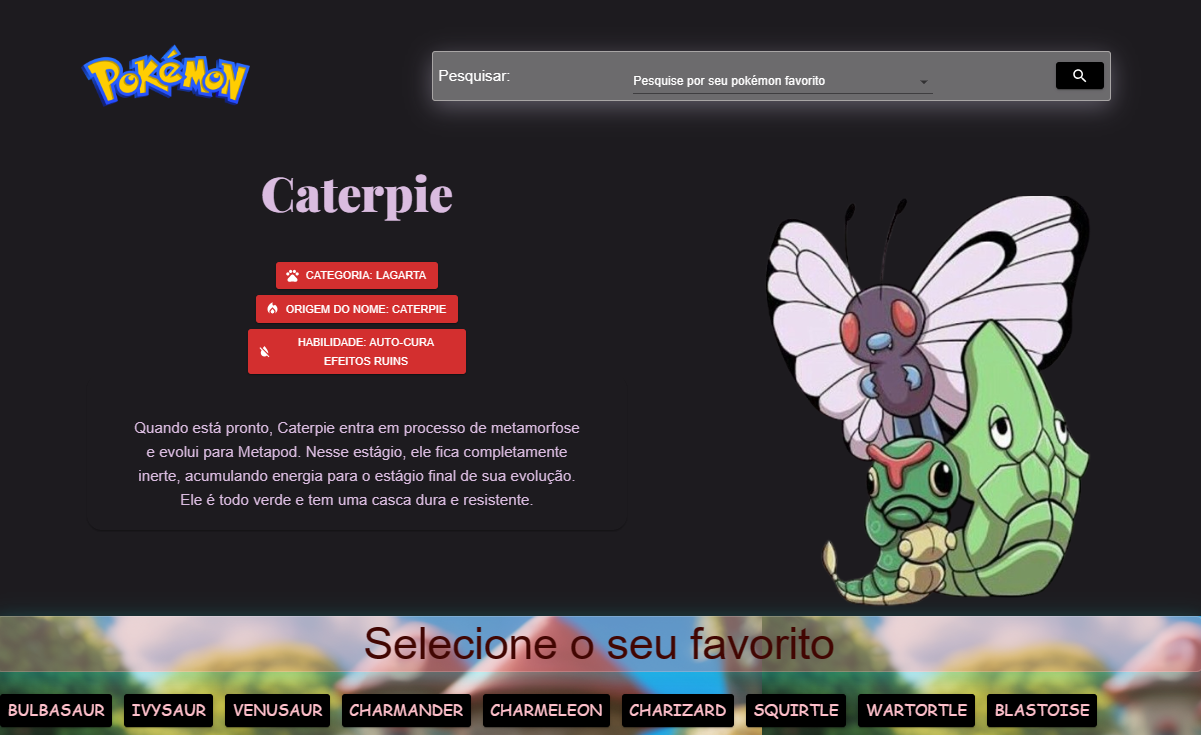 POKéMON
Pesquisar:
Pesquise por seu pokémon favorito
Caterpie
CATEGORIA: LAGARTA
ORIGEM DO NOME: CATERPIE
HABILIDADE: AUTO-CURA
EFEITOS RUINS
Quando está pronto, Caterpie entra em processo de metamorfose
e evolui para Metapod. Nesse estágio, ele fica completamente
inerte, acumulando energia para o estágio final de sua evolução.
Ele é todo verde e tem uma casca dura e resistente.
Selecione o seu favorito
BULBASAUR IVYSAUR VENUSAUR CHARMANDER CHARMELEON CHARIZARD SQUIRTLE WARTORTLE BLASTOISE